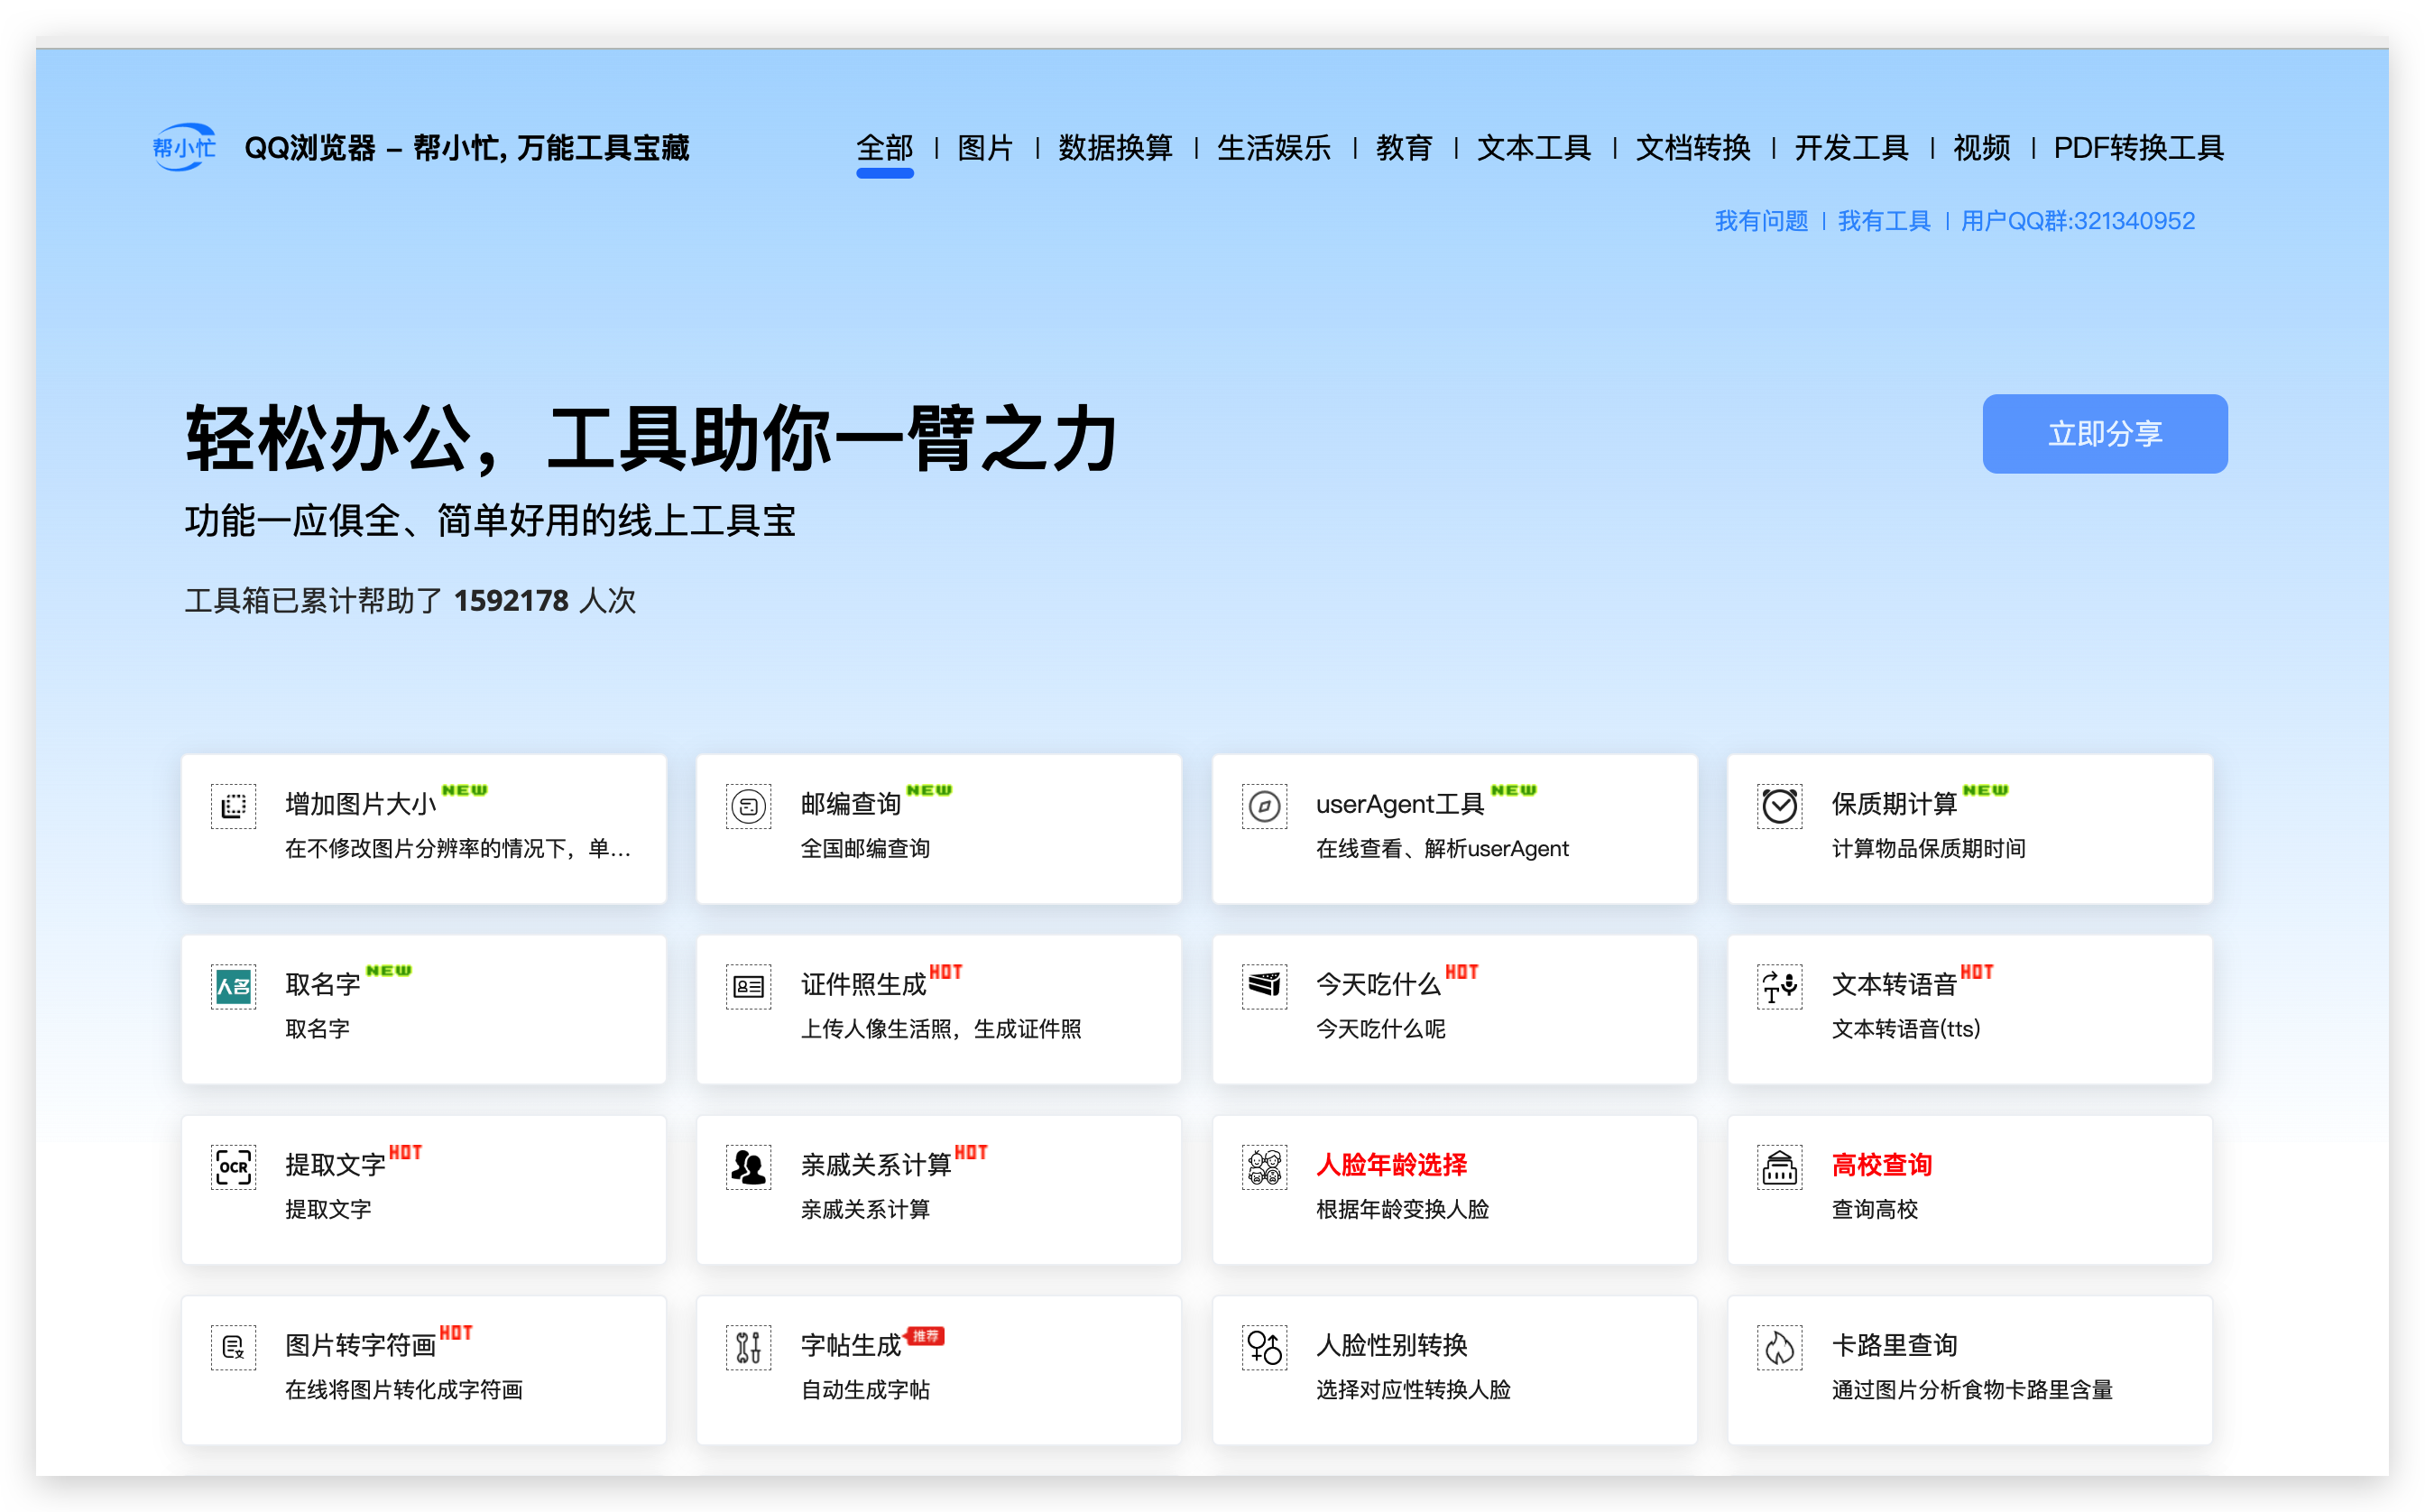 帮小忙 QQ浏览器 – 帮小忙, 万能工具宝藏 全部 | 图片 | 数据换算 | 生活娱乐 | 教育 | 文本工具 | 文档转换 | 开发工具 | 视频 | PDF转换工具
我有问题 | 我有工具 | 用户QQ群:321340952
轻松办公，工具助你一臂之力
立即分享
功能一应俱全、简单好用的线上工具宝
工具箱已累计帮助了 1592178 人次
增加图片大小 NEW
在不修改图片分辨率的情况下，单...
邮编查询 NEW
全国邮编查询
userAgent工具 NEW
在线查看、解析userAgent
保质期计算 NEW
计算物品保质期时间
人名
取名字 NEW
取名字
证件照生成 HOT
上传人像生活照，生成证件照
今天吃什么 HOT
今天吃什么呢
T
文本转语音 HOT
文本转语音(tts)
OCR
提取文字 HOT
提取文字
亲戚关系计算 HOT
亲戚关系计算
人脸年龄选择
根据年龄变换人脸
高校查询
查询高校
图片转字符画 HOT
在线将图片转化成字符画
字帖生成 推荐
自动生成字帖
人脸性别转换
选择对应性转换人脸
卡路里查询
通过图片分析食物卡路里含量